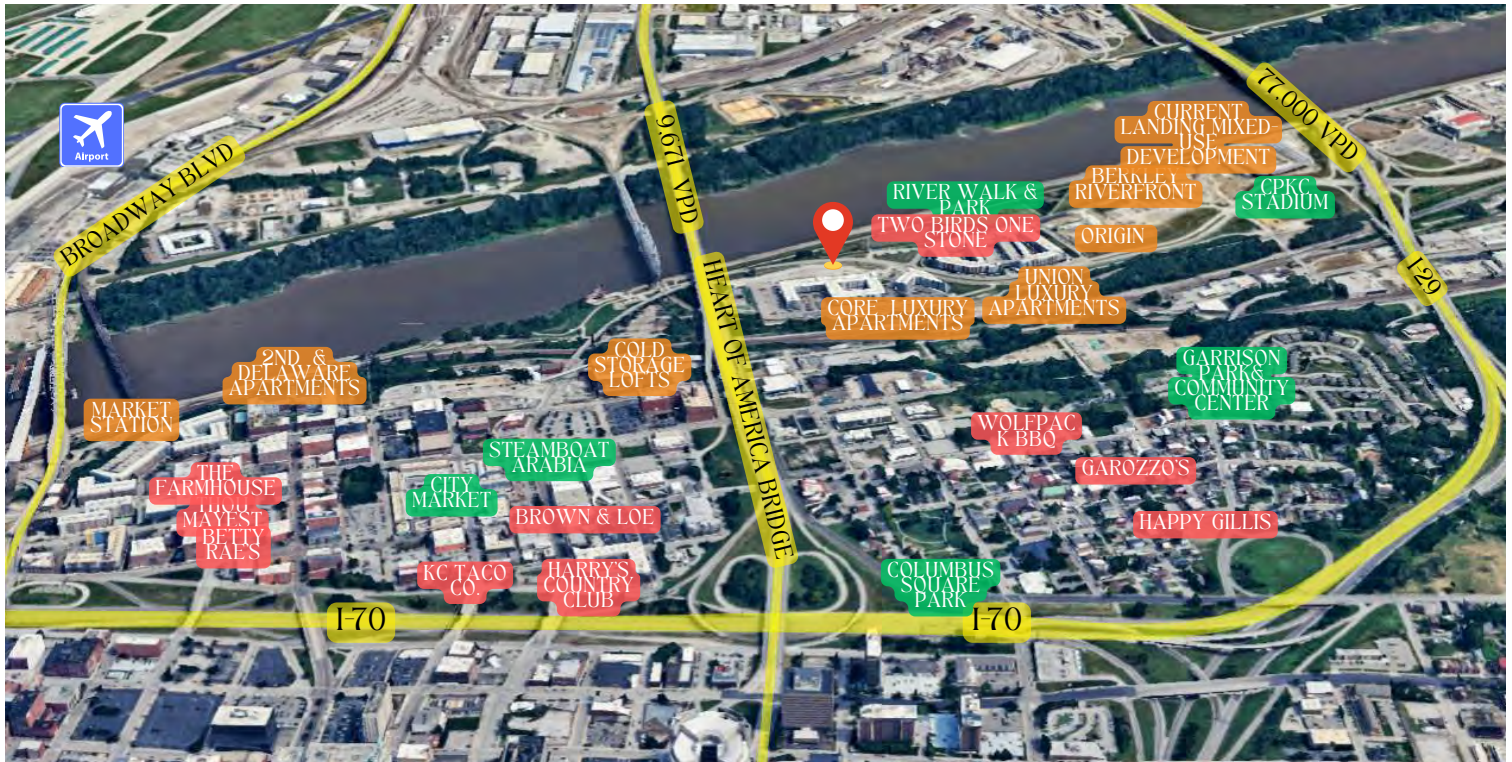 Airport
BROADWAY BLVD
9.671 VPD
77.000 VPD
CURRENT
LANDING MIXED-
USE
DEVELOPMENT
BERKLEY
RIVERFRONT
CPKC
STADIUM
RIVER WALK &
PARK
TWO BIRDS ONE
STONE
ORIGIN
I-29
UNION
LUXURY
APARTMENTS
CORE LUXURY
APARTMENTS
HEART OF AMERICA BRIDGE
COLD
STORAGE
LOFTS
2ND &
DELAWARE
APARTMENTS
MARKET
STATION
GARRISON
PARK&
COMMUNITY
CENTER
WOLFPAC
K BBQ
GAROZZO'S
HAPPY GILLIS
STEAMBOAT
ARABIA
CITY
MARKET
BROWN & LOE
THE
FARMHOUSE
THOU
MAYEST
BETTY
RAE'S
KC TACO
CO.
HARRY'S
COUNTRY
CLUB
COLUMBUS
SQUARE
PARK
I-70
I-70